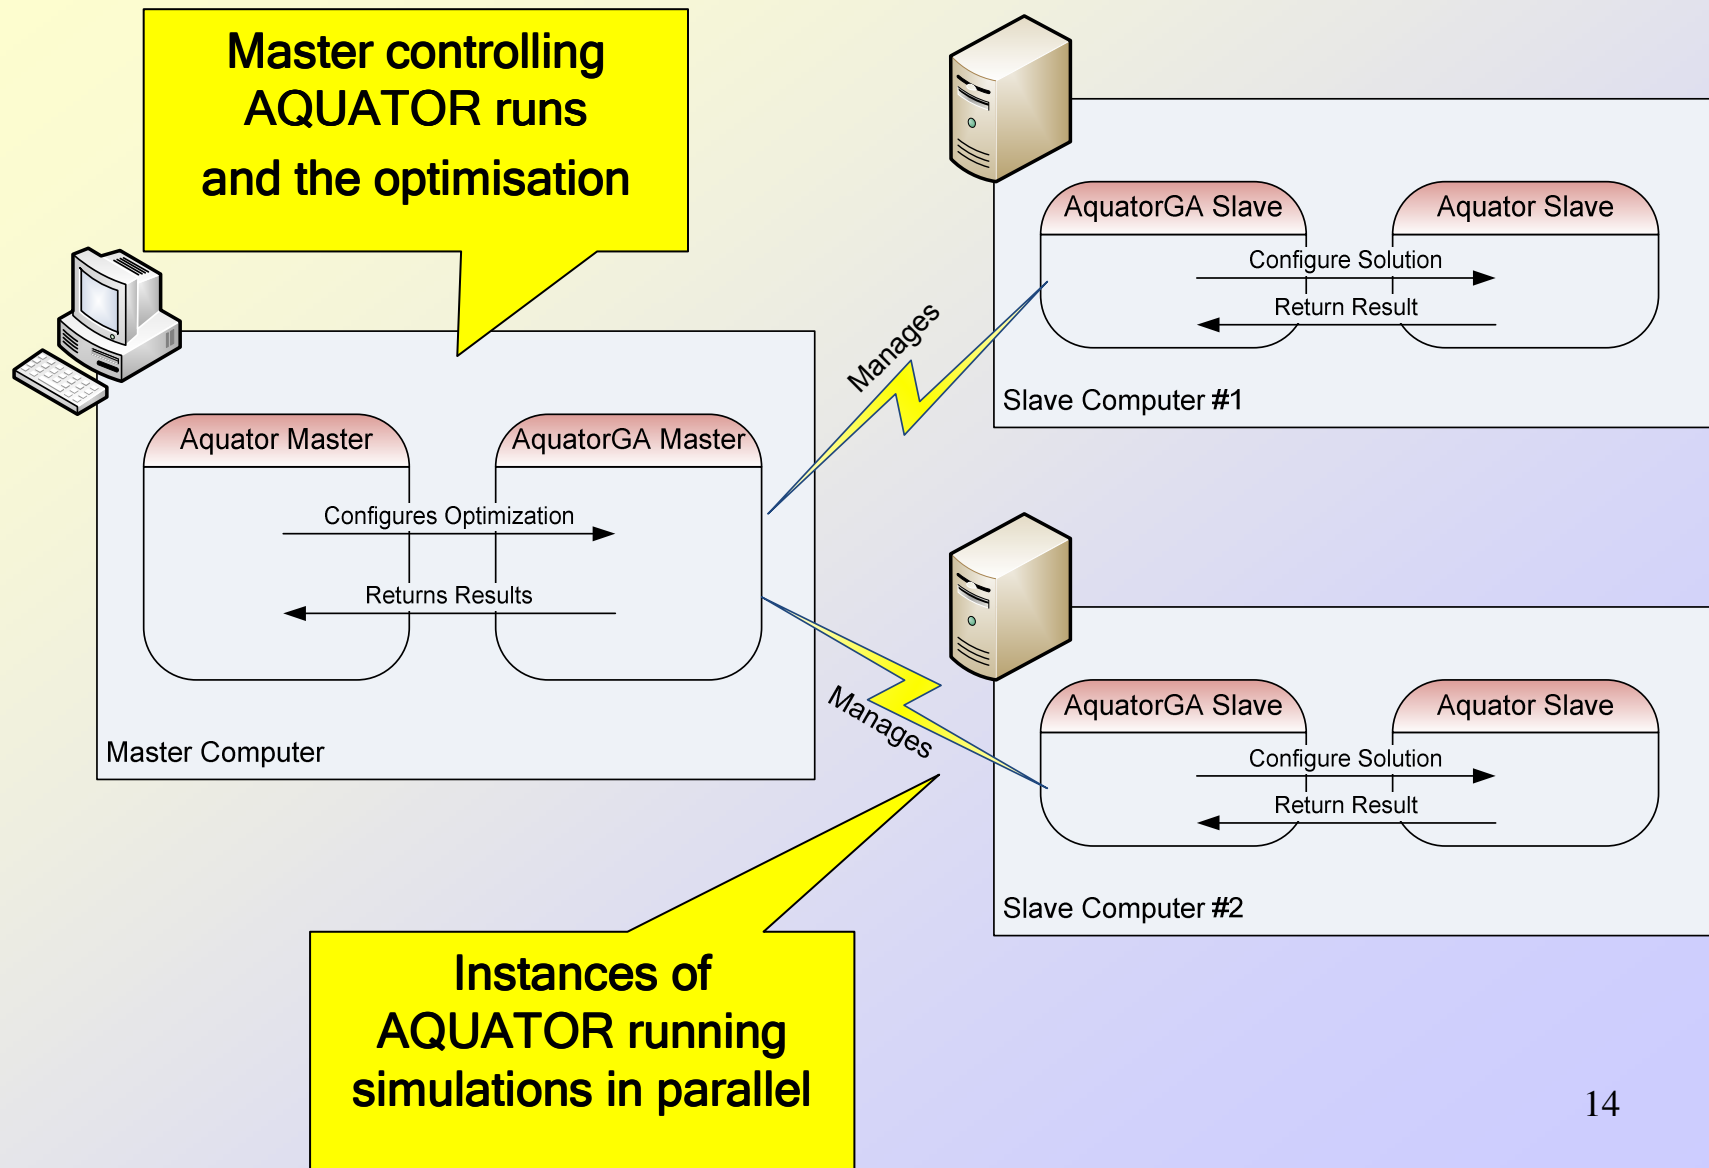 Master controlling
AQUATOR runs
and the optimisation
Aquator Master
AquatorGA Master
Configures Optimization
Returns Results
Master Computer
Manages
Manages
AquatorGA Slave
Aquator Slave
Configure Solution
Return Result
Slave Computer #1
AquatorGA Slave
Aquator Slave
Configure Solution
Return Result
Slave Computer #2
Instances of
AQUATOR running
simulations in parallel
14